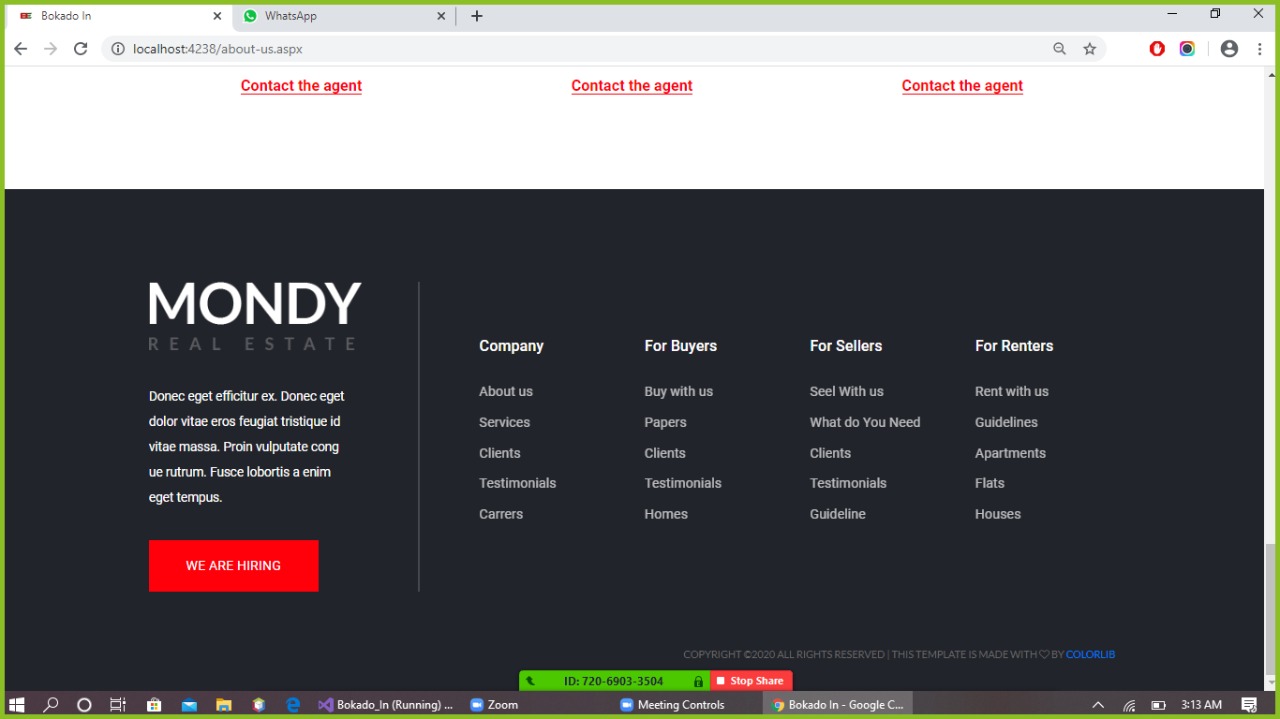 Bokado In
WhatsApp
localhost:4238/about-us.aspx
Contact the agent
Contact the agent
Contact the agent
MONDY
REAL ESTATE
Donec eget efficitur ex. Donec eget
dolor vitae eros feugiat tristique id
vitae massa. Proin vulputate cong
ue rutrum. Fusce lobortis a enim
eget tempus.
WE ARE HIRING
Company
About us
Services
Clients
Testimonials
Carrers
For Buyers
Buy with us
Papers
Clients
Testimonials
Homes
For Sellers
Seel With us
What do You Need
Clients
Testimonials
Guideline
For Renters
Rent with us
Guidelines
Apartments
Flats
Houses
COPYRIGHT ©2020 ALL RIGHTS RESERVED | THIS TEMPLATE IS MADE WITH ♡ BY COLORLIB
ID: 720-6903-3504
Stop Share
Bokado_In (Running) ...
Zoom
Meeting Controls
Bokado In - Google C...
3:13 AM